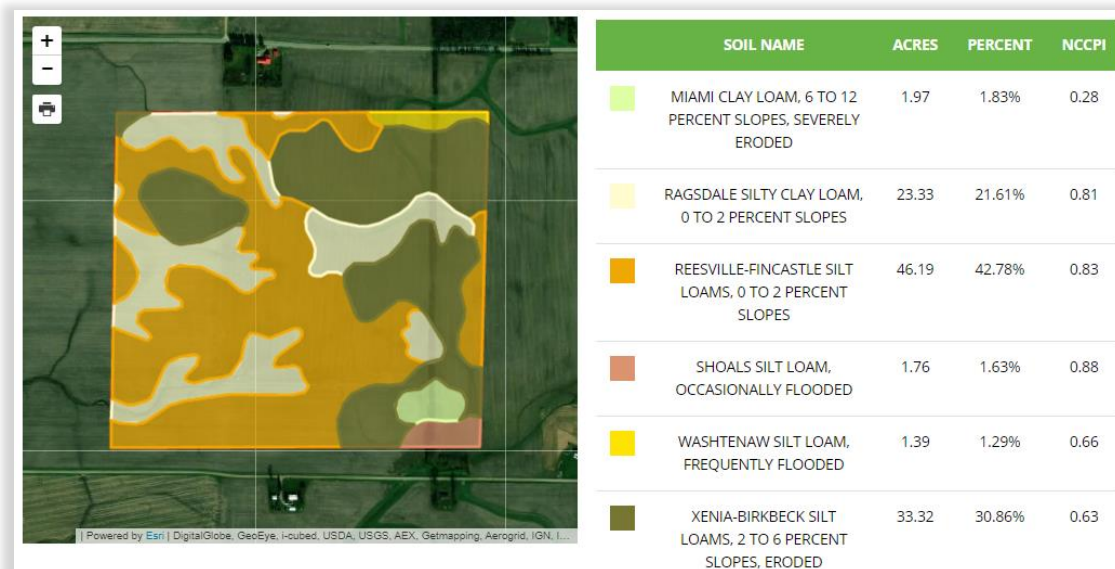 +
−
| Powered by Esri | DigitalGlobe, GeoEye, i-cubed, USDA, USGS, AEX, Getmapping, Aerogrid, IGN, I...
SOIL NAME ACRES PERCENT NCCPI
MIAMI CLAY LOAM, 6 TO 12 1.97 1.83% 0.28
PERCENT SLOPES, SEVERELY
ERODED
RAGSDALE SILTY CLAY LOAM, 23.33 21.61% 0.81
0 TO 2 PERCENT SLOPES
REESVILLE-FINCASTLE SILT 46.19 42.78% 0.83
LOAMS, 0 TO 2 PERCENT
SLOPES
SHOALS SILT LOAM, 1.76 1.63% 0.88
OCCASIONALLY FLOODED
WASHTENAW SILT LOAM, 1.39 1.29% 0.66
FREQUENTLY FLOODED
XENIA-BIRKBECK SILT 33.32 30.86% 0.63
LOAMS, 2 TO 6 PERCENT
SLOPES, ERODED